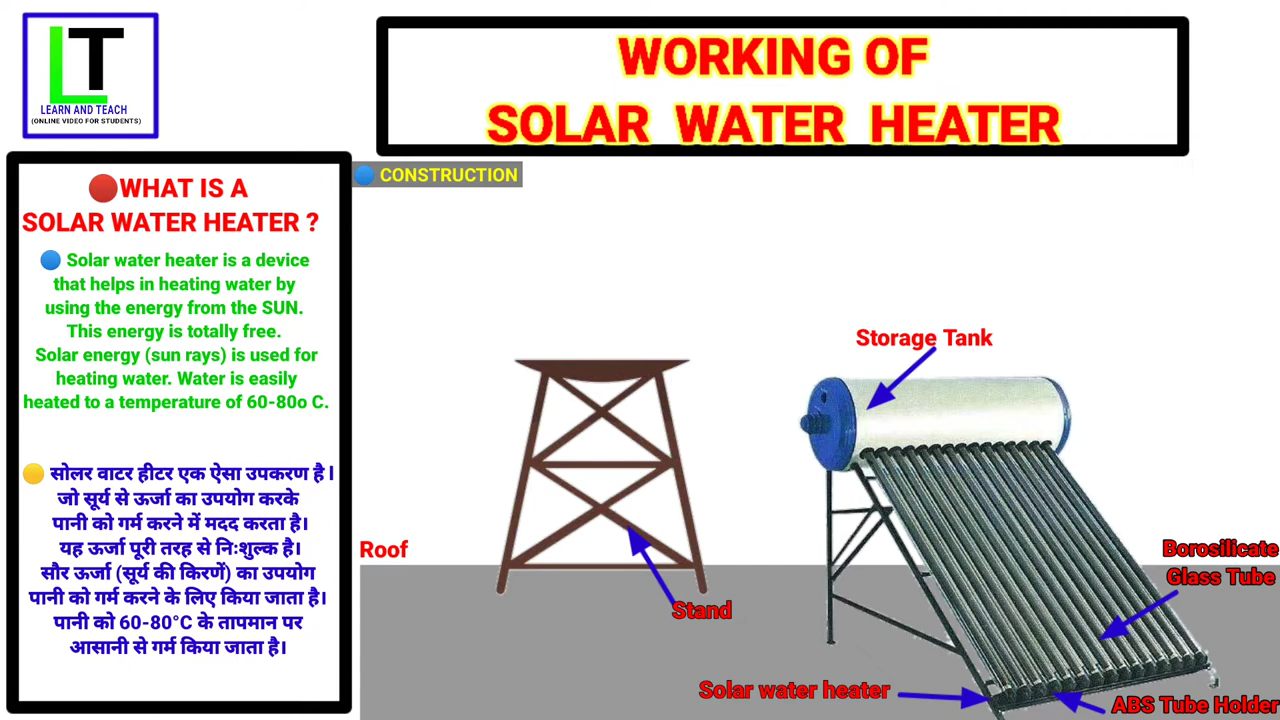 LT
LEARN AND TEACH
(ONLINE VIDEO FOR STUDENTS)
WORKING OF
SOLAR WATER HEATER
WHAT IS A
SOLAR WATER HEATER ?
Solar water heater is a device
that helps in heating water by
using the energy from the SUN.
This energy is totally free.
Solar energy (sun rays) is used for
heating water. Water is easily
heated to a temperature of 60-80o C.
सोलर वाटर हीटर एक ऐसा उपकरण है।
जो सूर्य से ऊर्जा का उपयोग करके
पानी को गर्म करने में मदद करता है।
यह ऊर्जा पूरी तरह से निःशुल्क है।
सौर ऊर्जा (सूर्य की किरणें) का उपयोग
पानी को गर्म करने के लिए किया जाता है।
पानी को 60-80°C के तापमान पर
आसानी से गर्म किया जाता है।
CONSTRUCTION
Storage Tank
Roof
Borosilicate
Glass Tube
Stand
Solar water heater
ABS Tube Holder